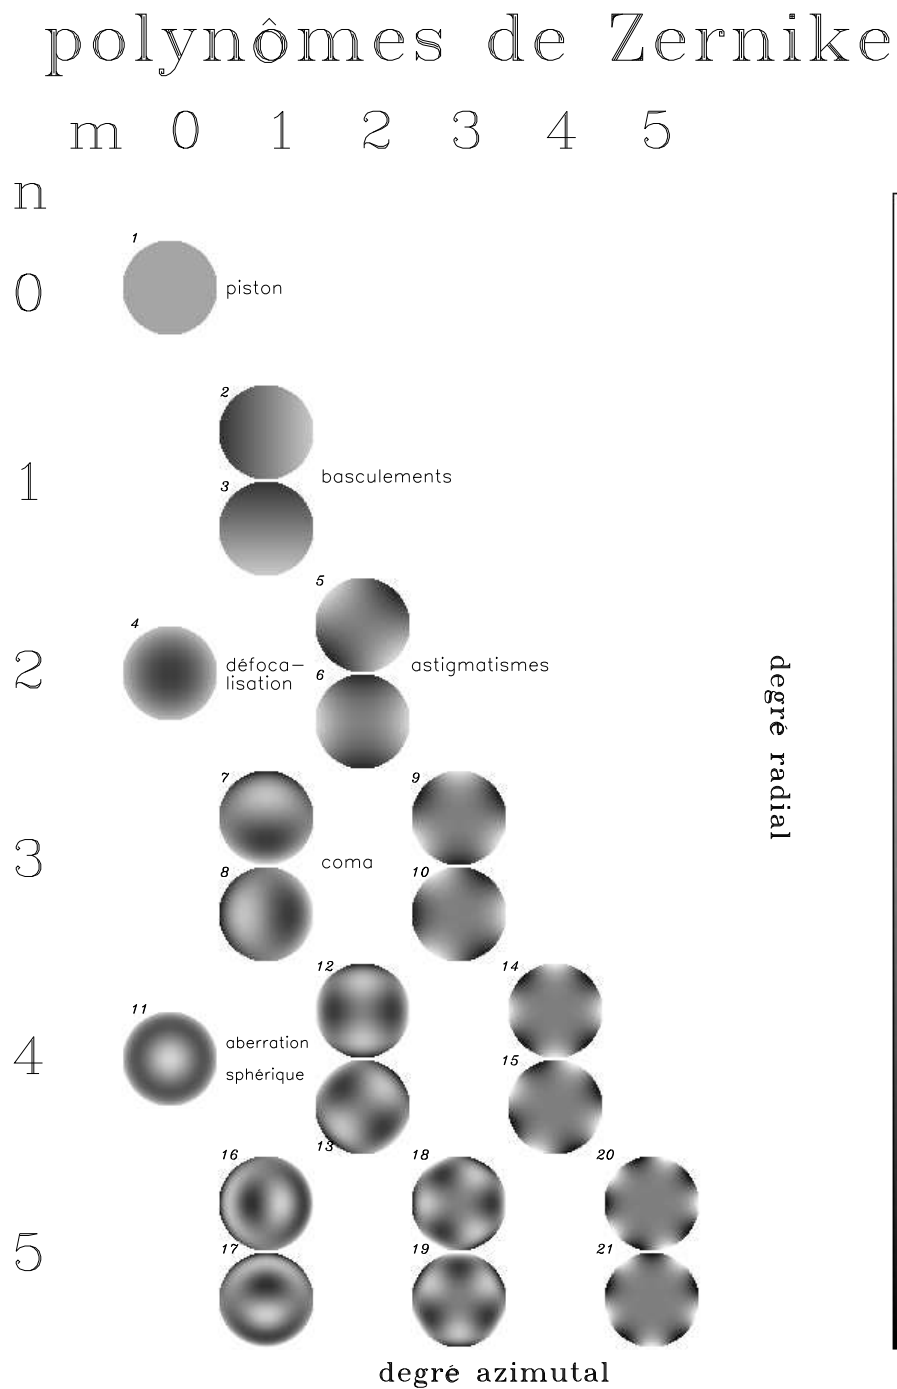 polynômes de Zernike
m 0 1 2 3 4 5
n
1
0 piston
2
1 basculements
3
5
4
2 défoca-
lisation
astigmatismes
6
7 9
3 coma
8 10
12 14
11
4 aberration
sphérique
15
13
16 18 20
5
17 19 21
degré radial
degré azimutal